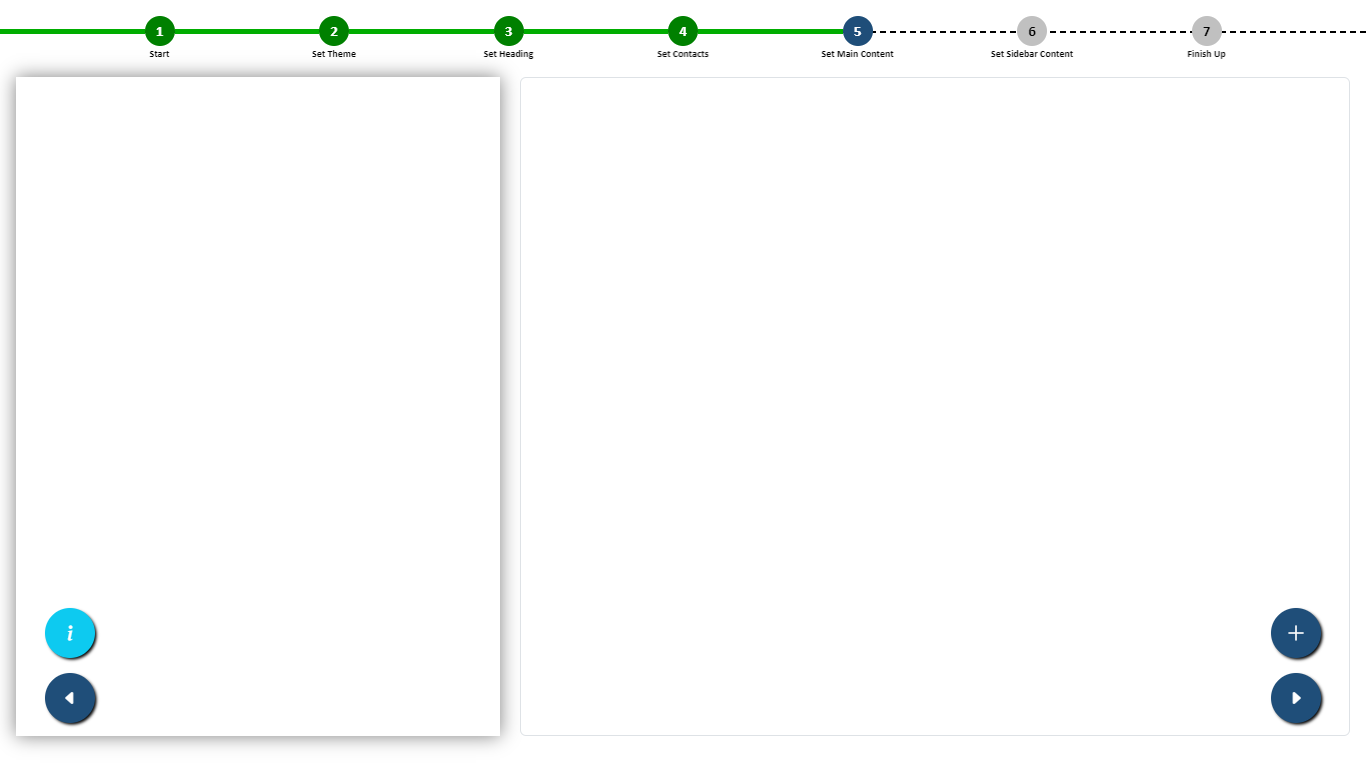 1 2 3 4 5 6 7
Start Set Theme Set Heading Set Contacts Set Main Content Set Sidebar Content Finish Up
i